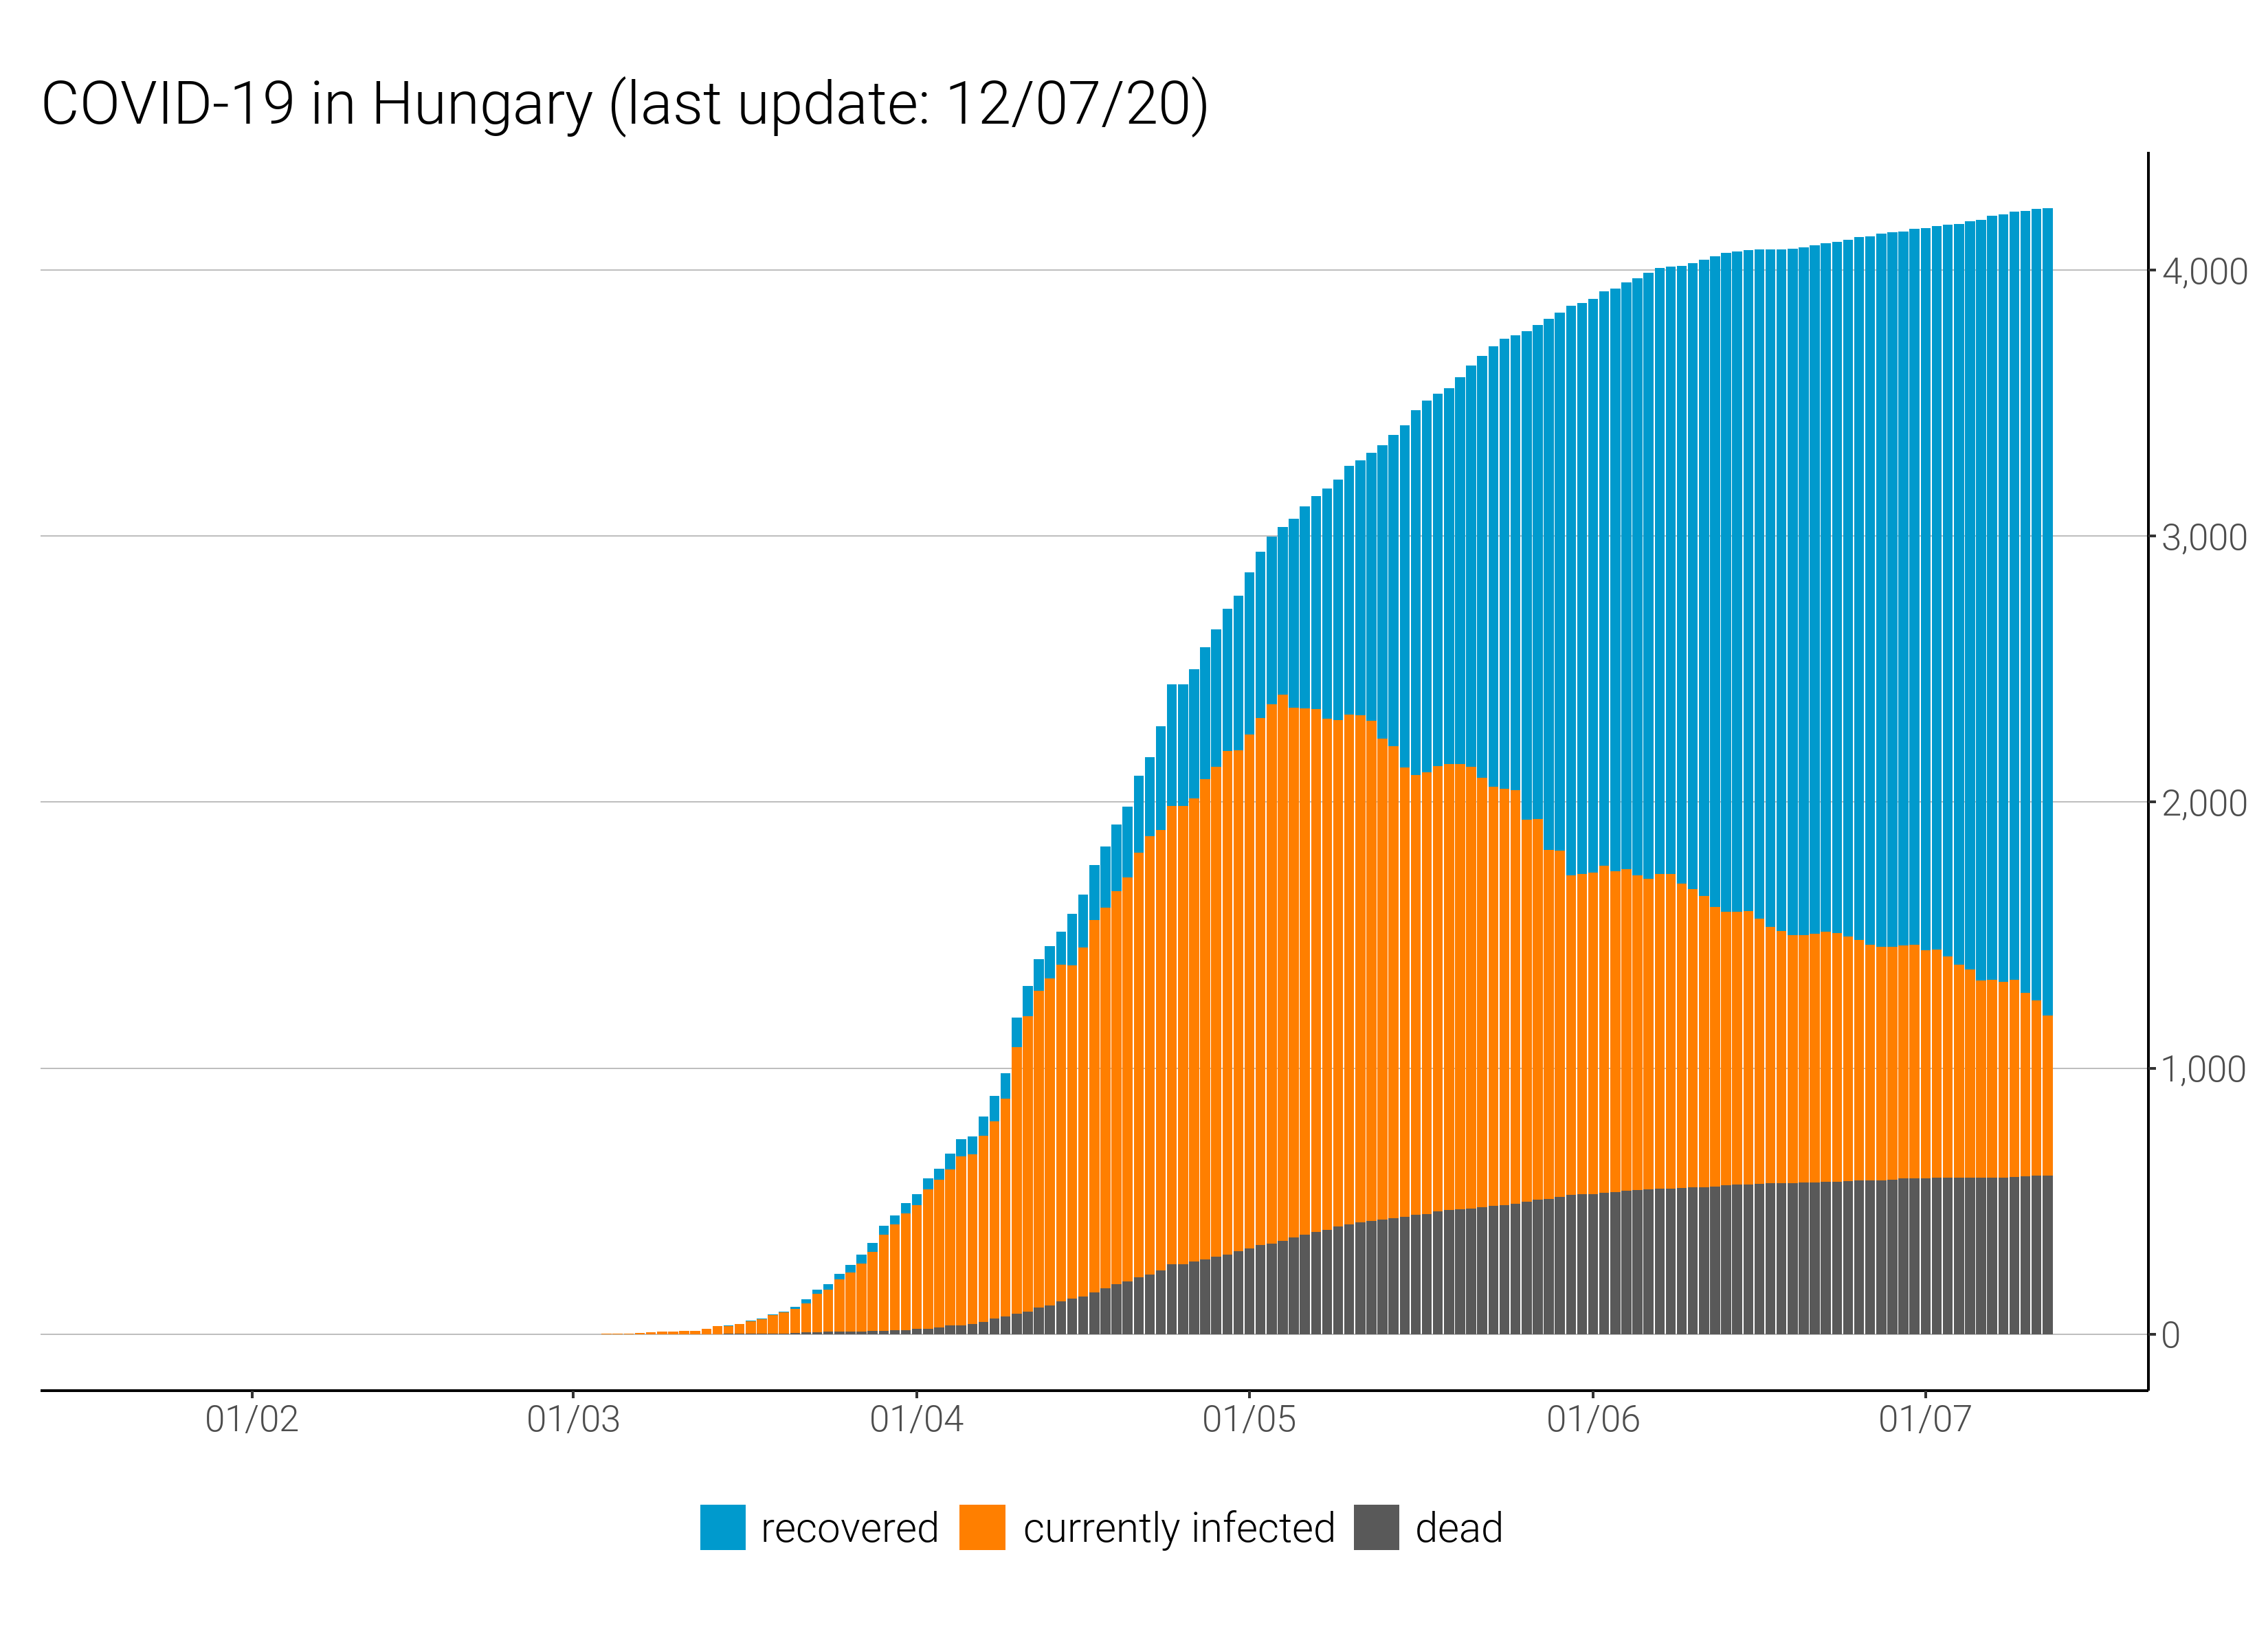 COVID-19 in Hungary (last update: 12/07/20)
4,000
3,000
2,000
1,000
0
01/02 01/03 01/04 01/05 01/06 01/07
recovered currently infected dead